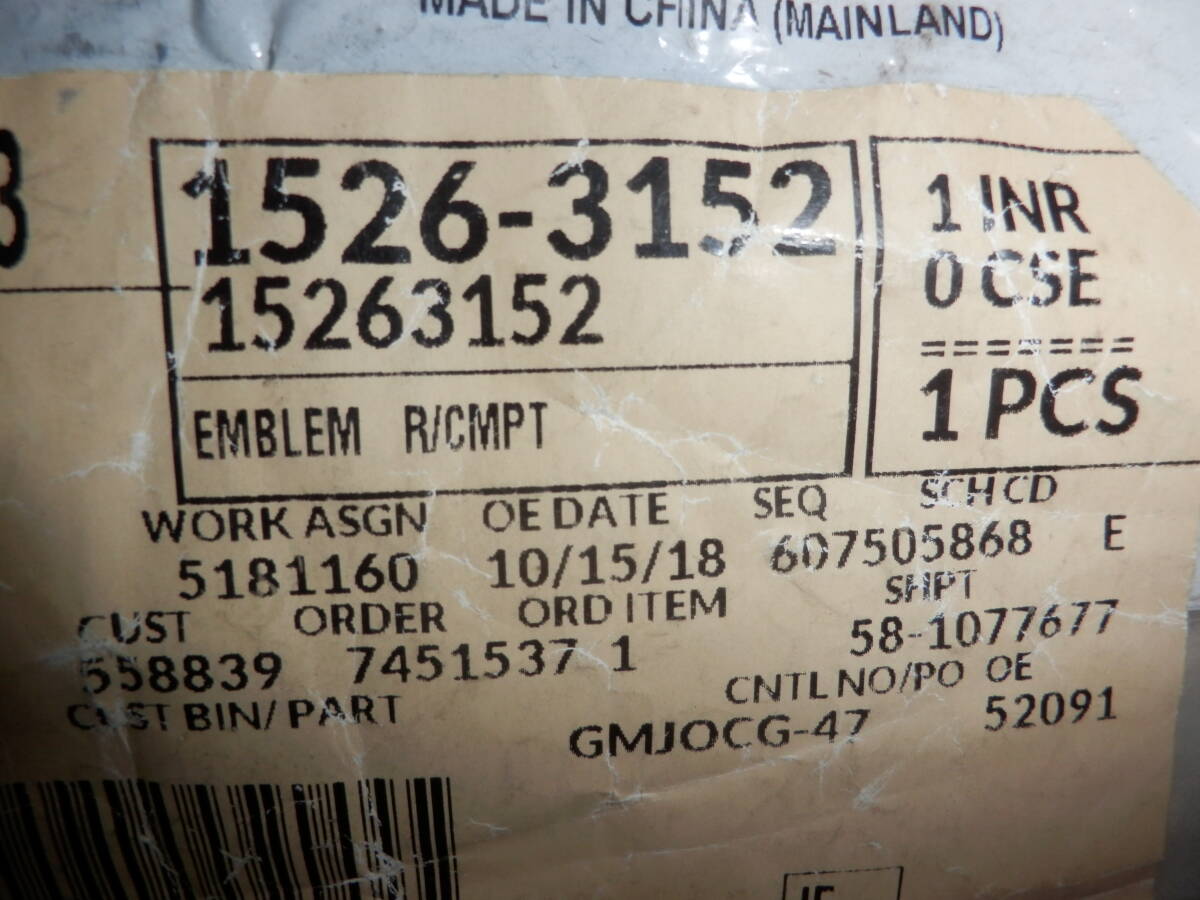 MADE IN CHINA (MAINLAND)
1526-3152
15263152
EMBLEM R/CMPT
1 INR
0 CSE
=======
1 PCS
WORK ASGN OE DATE SEQ SCH CD
5181160 10/15/18 607505868 E
CUST ORDER ORD ITEM SHPT
558839 7451537 1 58-1077677
CUST BIN/PART CNTL NO/PO OE
GMJOCG-47 52091